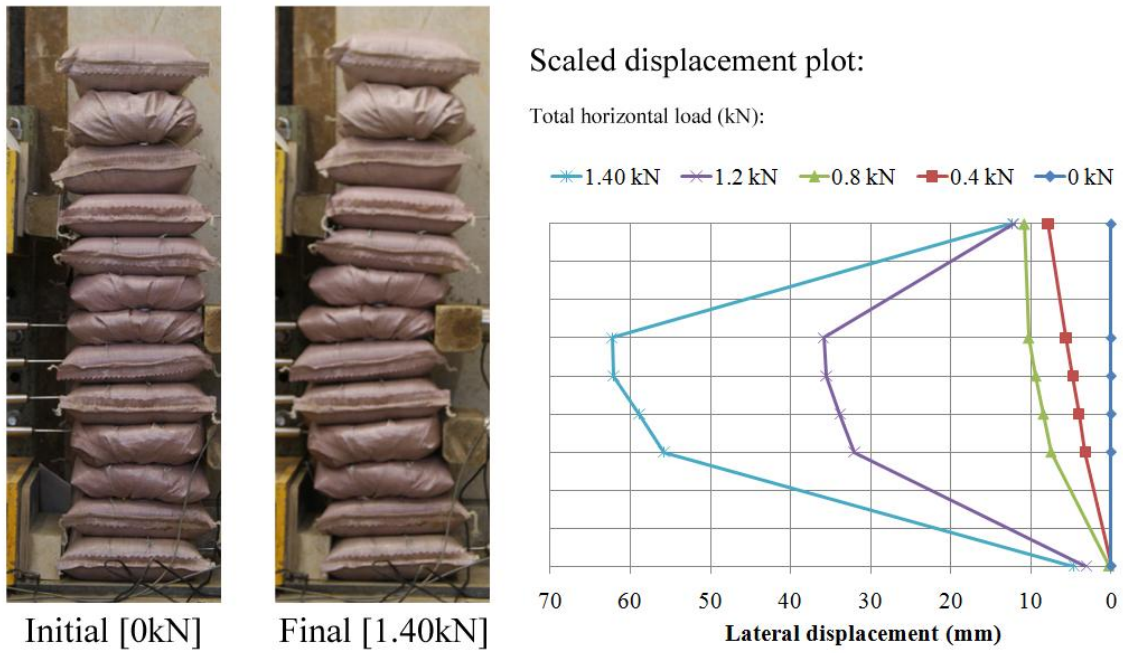 Initial [0kN]
Final [1.40kN]
Scaled displacement plot:
Total horizontal load (kN):
1.40 kN 1.2 kN 0.8 kN 0.4 kN 0 kN
70 60 50 40 30 20 10 0
Lateral displacement (mm)